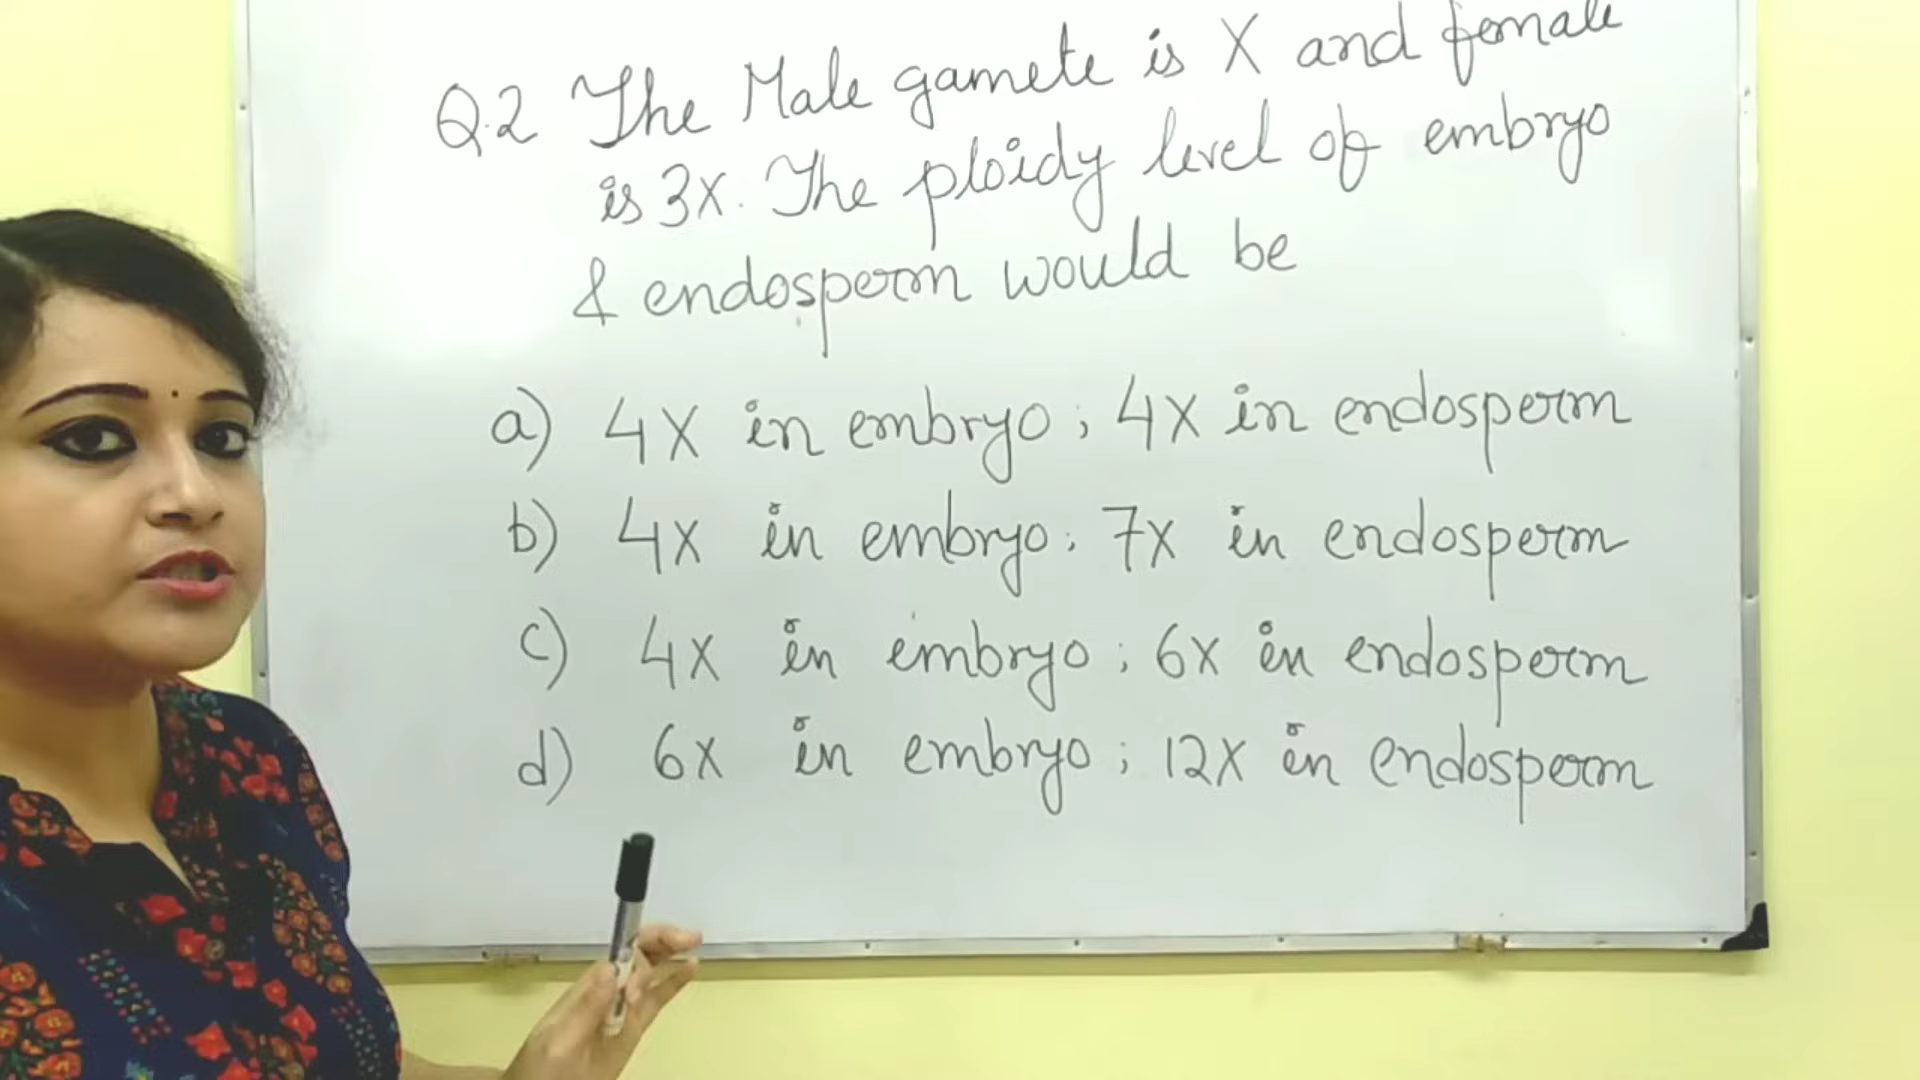 Q.2 The Male gamete is X and female
is 3X. The ploidy level of embryo
& endosperm would be
a) 4X in embryo; 4X in endosperm
b) 4X in embryo; 7X in endosperm
c) 4X in embryo; 6X in endosperm
d) 6X in embryo; 12X in endosperm